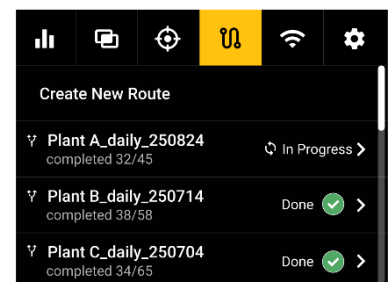 Create New Route
Plant A_daily_250824
completed 32/45
In Progress
Plant B_daily_250714
completed 38/58
Done
Plant C_daily_250704
completed 34/65
Done